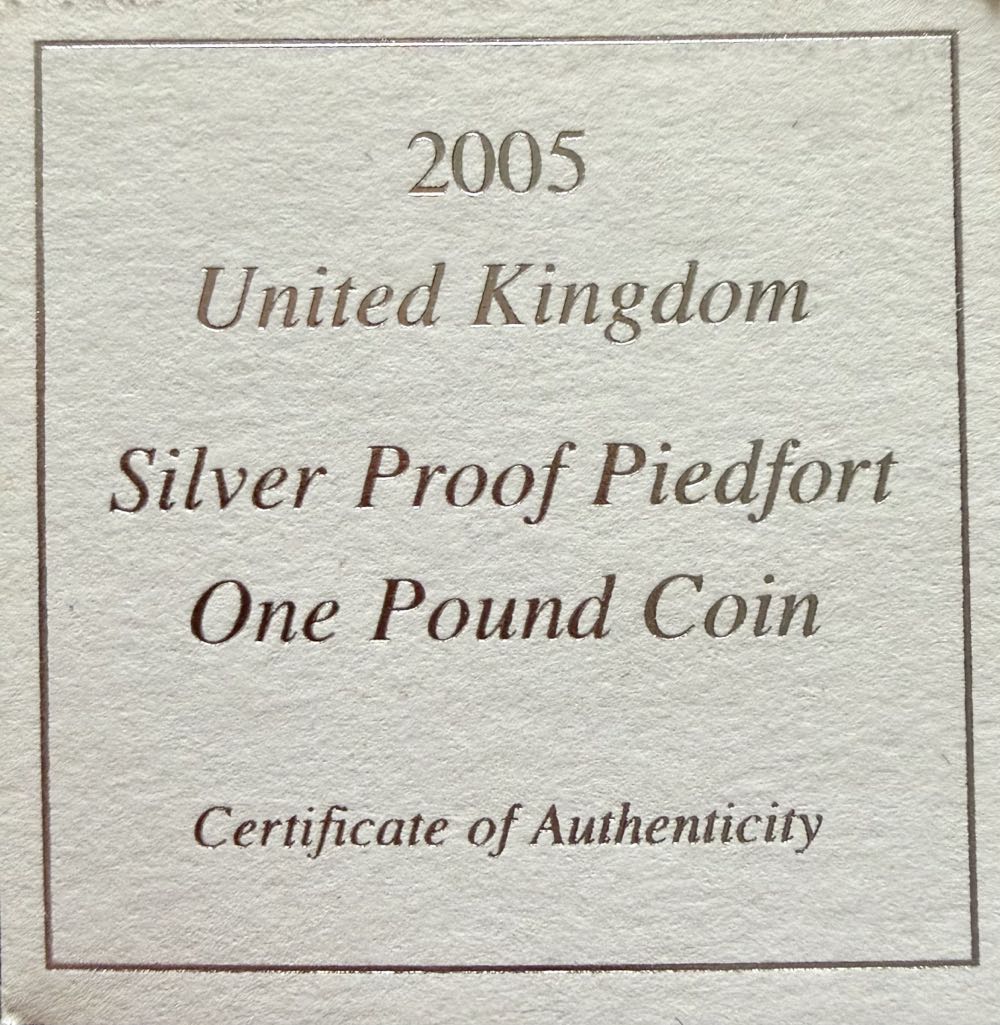 2005
United Kingdom
Silver Proof Piedfort
One Pound Coin
Certificate of Authenticity